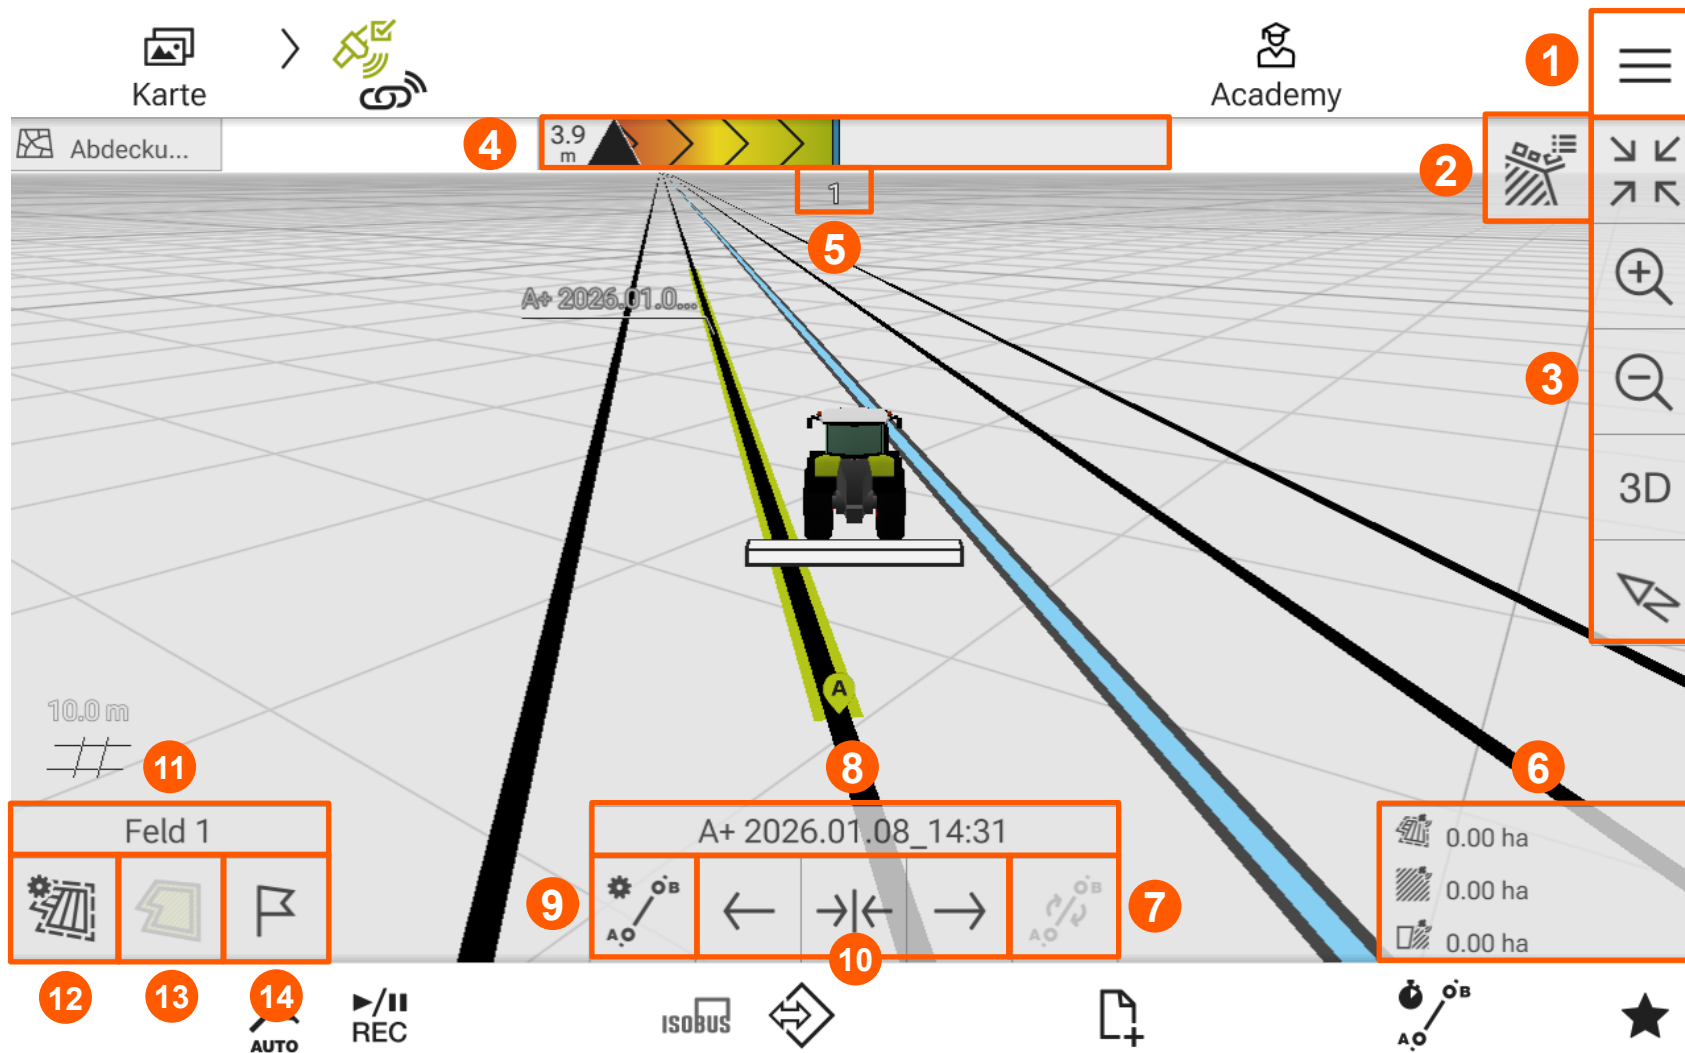 Karte
Academy
1
Abdecku...
4
3.9
m
2
1
5
A+ 2026.01.0...
3
3D
A
10.0 m
11
8
6
Feld 1
A+ 2026.01.08_14:31
0.00 ha
0.00 ha
0.00 ha
9
B
A
B
A
7
10
12
13
14
AUTO
REC
ISOBUS
B
A